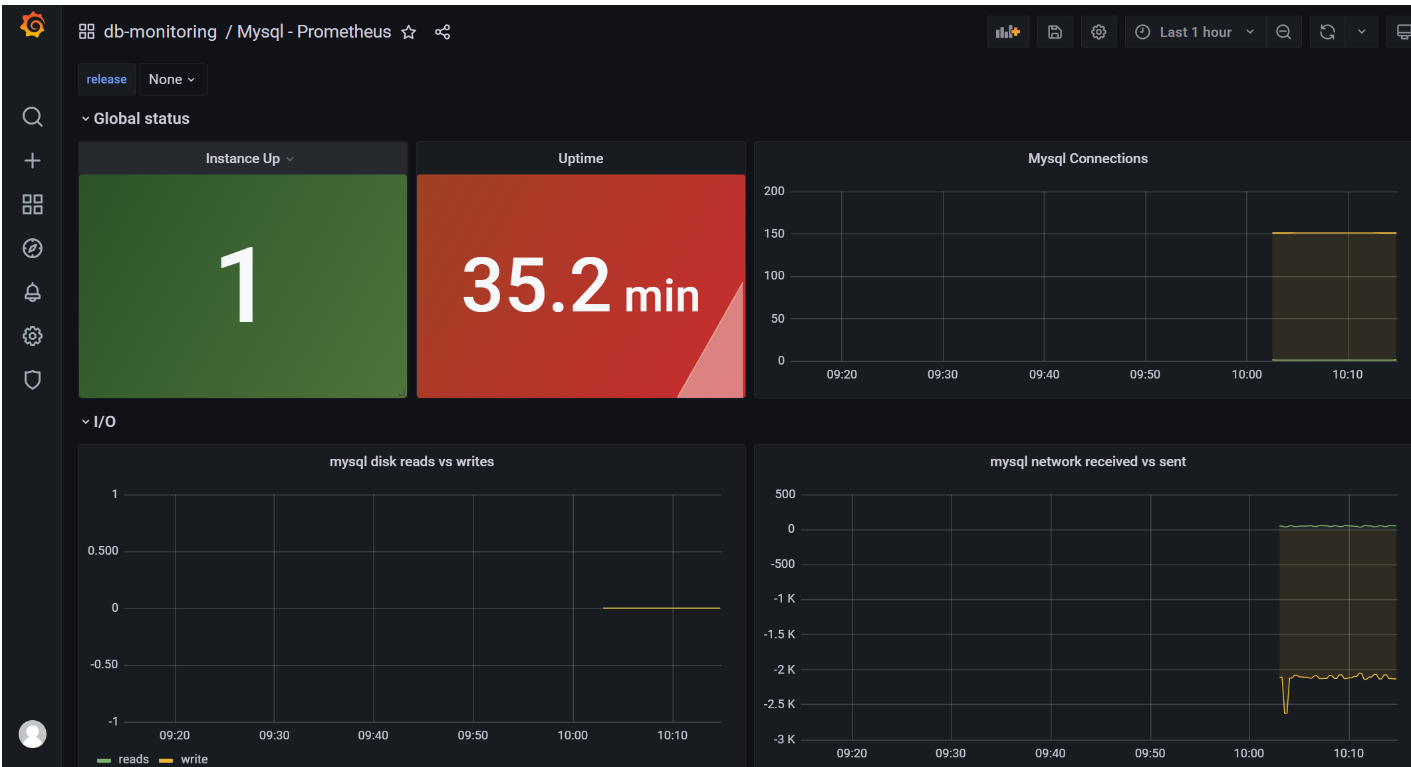 db-monitoring / Mysql - Prometheus
Last 1 hour
release None
Global status
Instance Up
1
Uptime
35.2 min
Mysql Connections
200
150
100
50
0
09:20 09:30 09:40 09:50 10:00 10:10
I/O
mysql disk reads vs writes
1
0.500
0
-0.50
-1
09:20 09:30 09:40 09:50 10:00 10:10
reads write
mysql network received vs sent
500
0
-500
-1 K
-1.5 K
-2 K
-2.5 K
-3 K
09:20 09:30 09:40 09:50 10:00 10:10